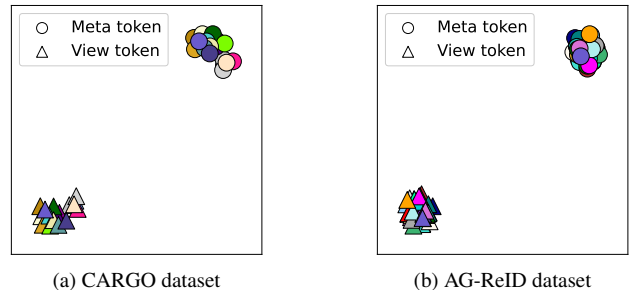 Meta token
View token
Meta token
View token
(a) CARGO dataset
(b) AG-ReID dataset